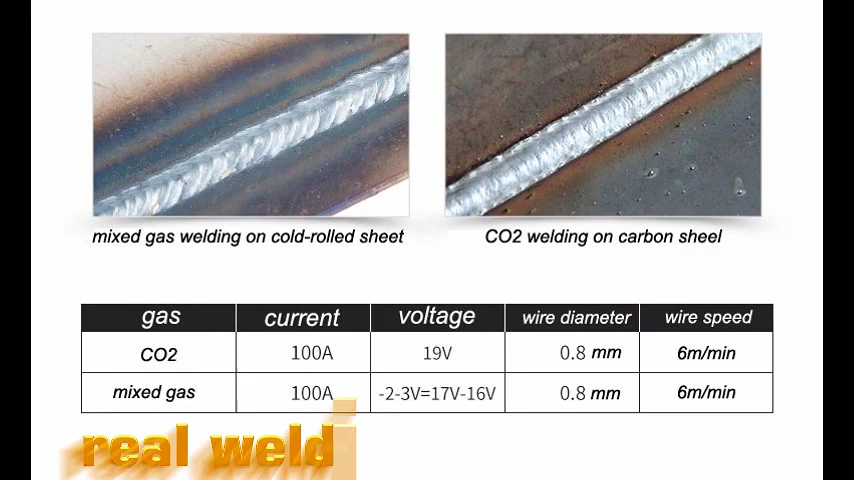 mixed gas welding on cold-rolled sheet
CO2 welding on carbon sheel
gas current voltage wire diameter wire speed
CO2 100A 19V 0.8 mm 6m/min
mixed gas 100A -2-3V=17V-16V 0.8 mm 6m/min
real weld